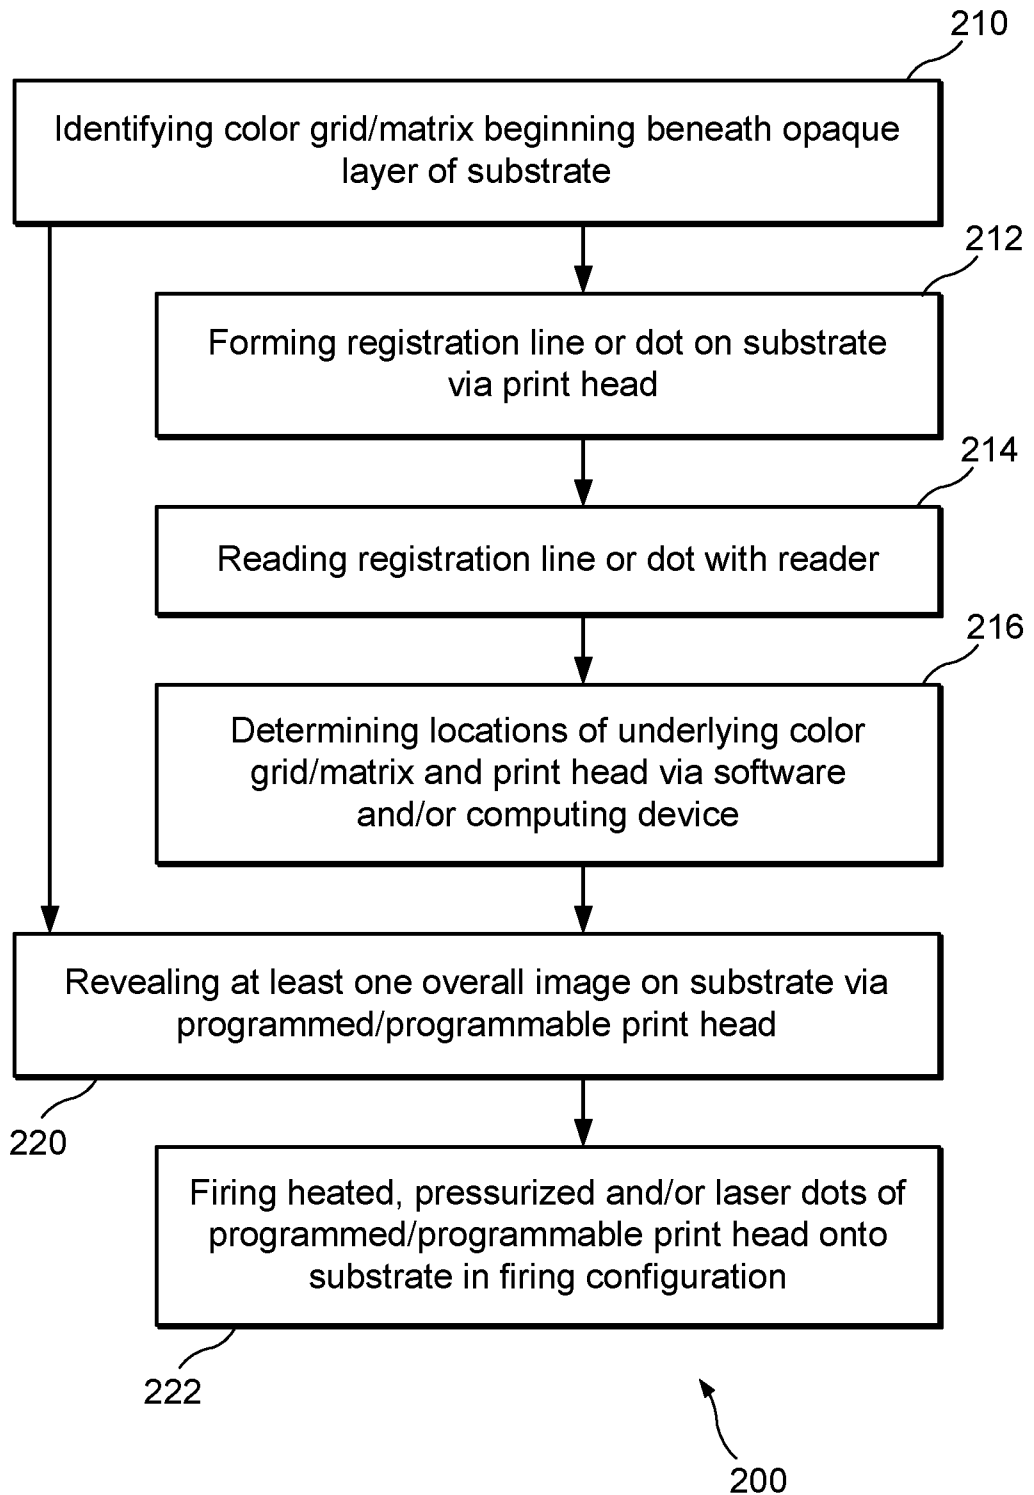 210
Identifying color grid/matrix beginning beneath opaque
layer of substrate
212
Forming registration line or dot on substrate
via print head
214
Reading registration line or dot with reader
216
Determining locations of underlying color
grid/matrix and print head via software
and/or computing device
Revealing at least one overall image on substrate via
programmed/programmable print head
220
Firing heated, pressurized and/or laser dots of
programmed/programmable print head onto
substrate in firing configuration
222
200